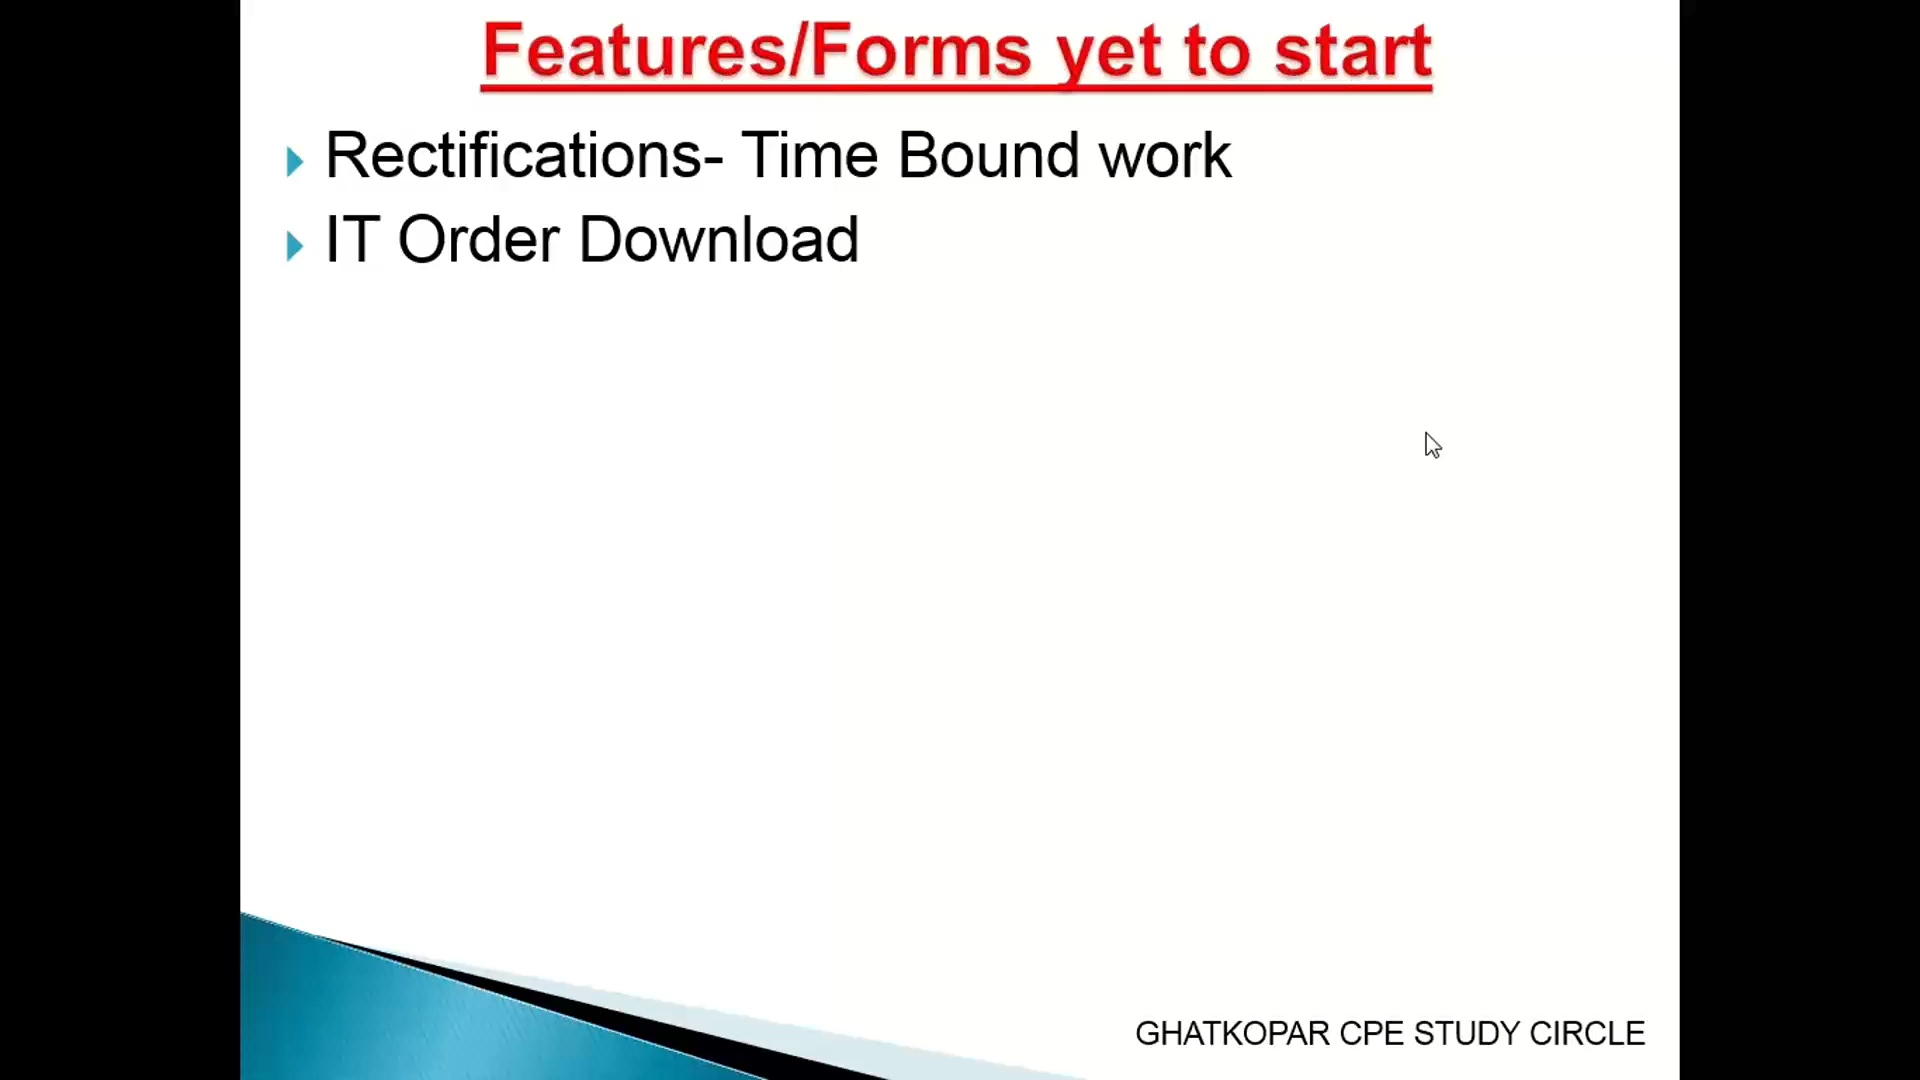 Features/Forms yet to start
Rectifications- Time Bound work
IT Order Download
GHATKOPAR CPE STUDY CIRCLE